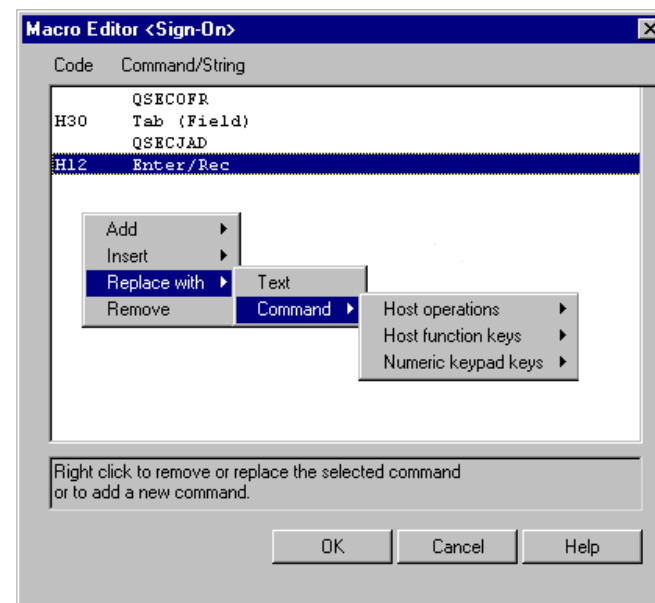 Macro Editor <Sign-On>
Code Command/String
QSECOFR
H30 Tab (Field)
QSECJAD
H12 Enter/Rec
Add
Insert
Replace with Text
Remove Command Host operations
Host function keys
Numeric keypad keys
Right click to remove or replace the selected command
or to add a new command.
OK Cancel Help